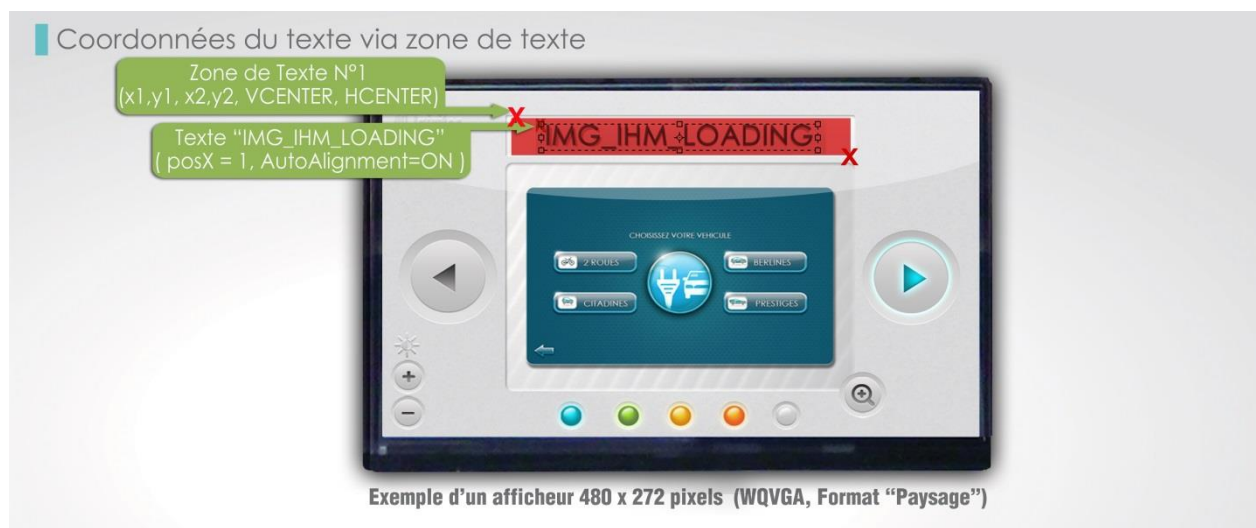 Coordonnées du texte via zone de texte
Zone de Texte N°1
(x1,y1, x2,y2, VCENTER, HCENTER)
Texte “IMG_IHM_LOADING”
( posX = 1, AutoAlignment=ON )
IMG_IHM_LOADING
X
X
CHOISISSEZ VOTRE VEHICULE
2 ROUES
BERLINES
CITADINES
PRESTIGES
Exemple d’un afficheur 480 x 272 pixels (WQVGA, Format “Paysage”)